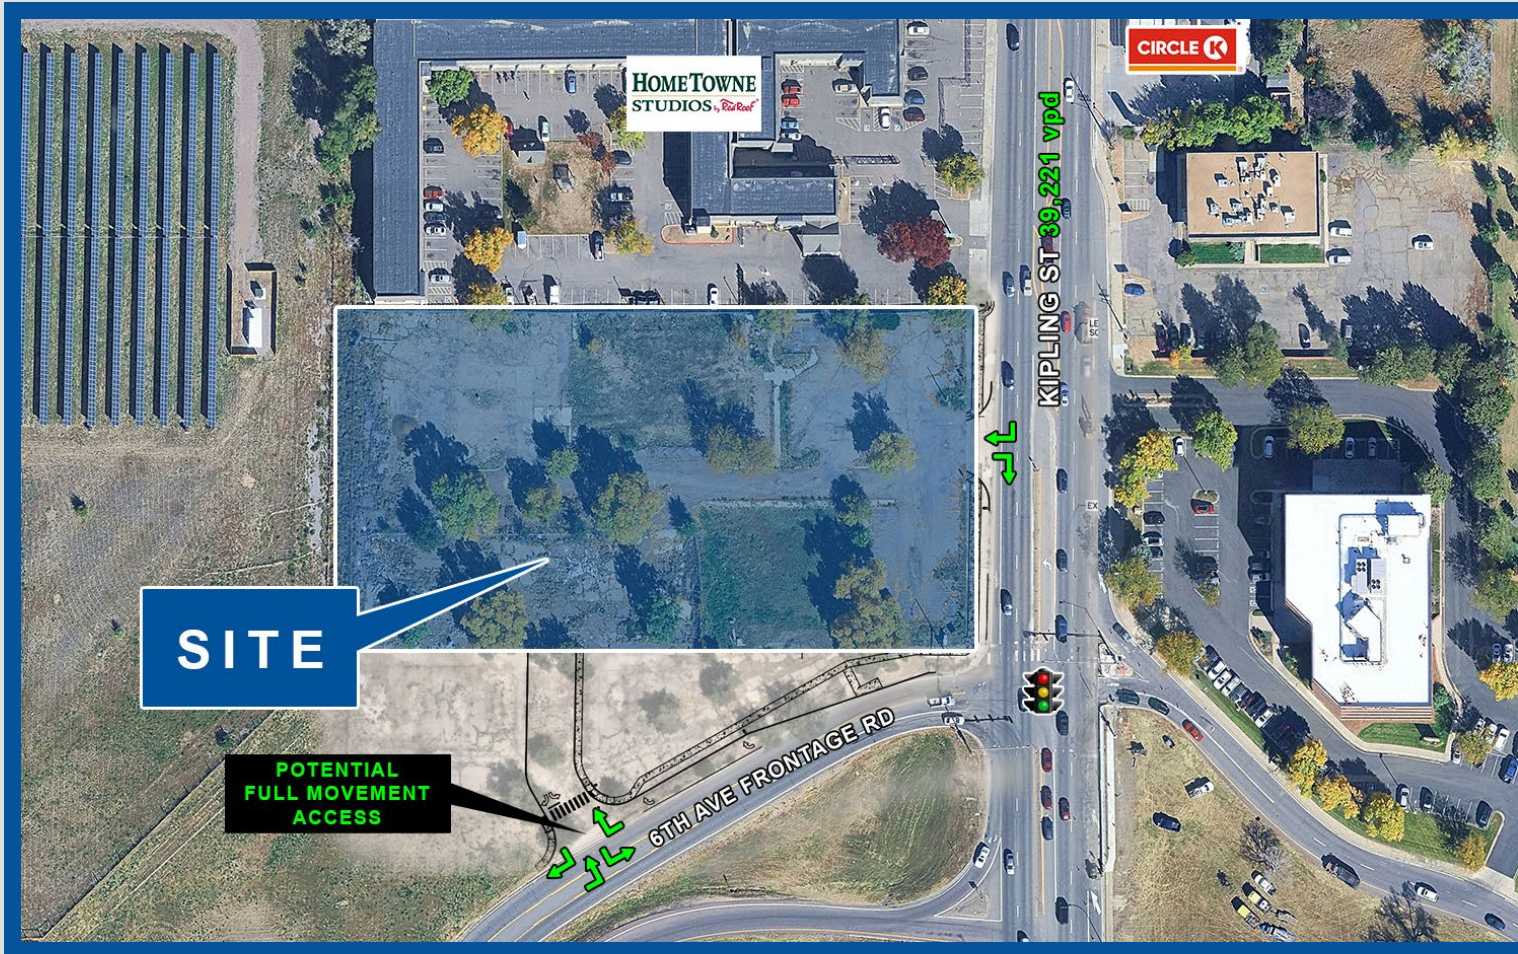 HOMETOWNE
STUDIOS by Red Roof
CIRCLE K
KIPLING ST 39,221 vpd
SITE
POTENTIAL
FULL MOVEMENT
ACCESS
6TH AVE FRONTAGE RD